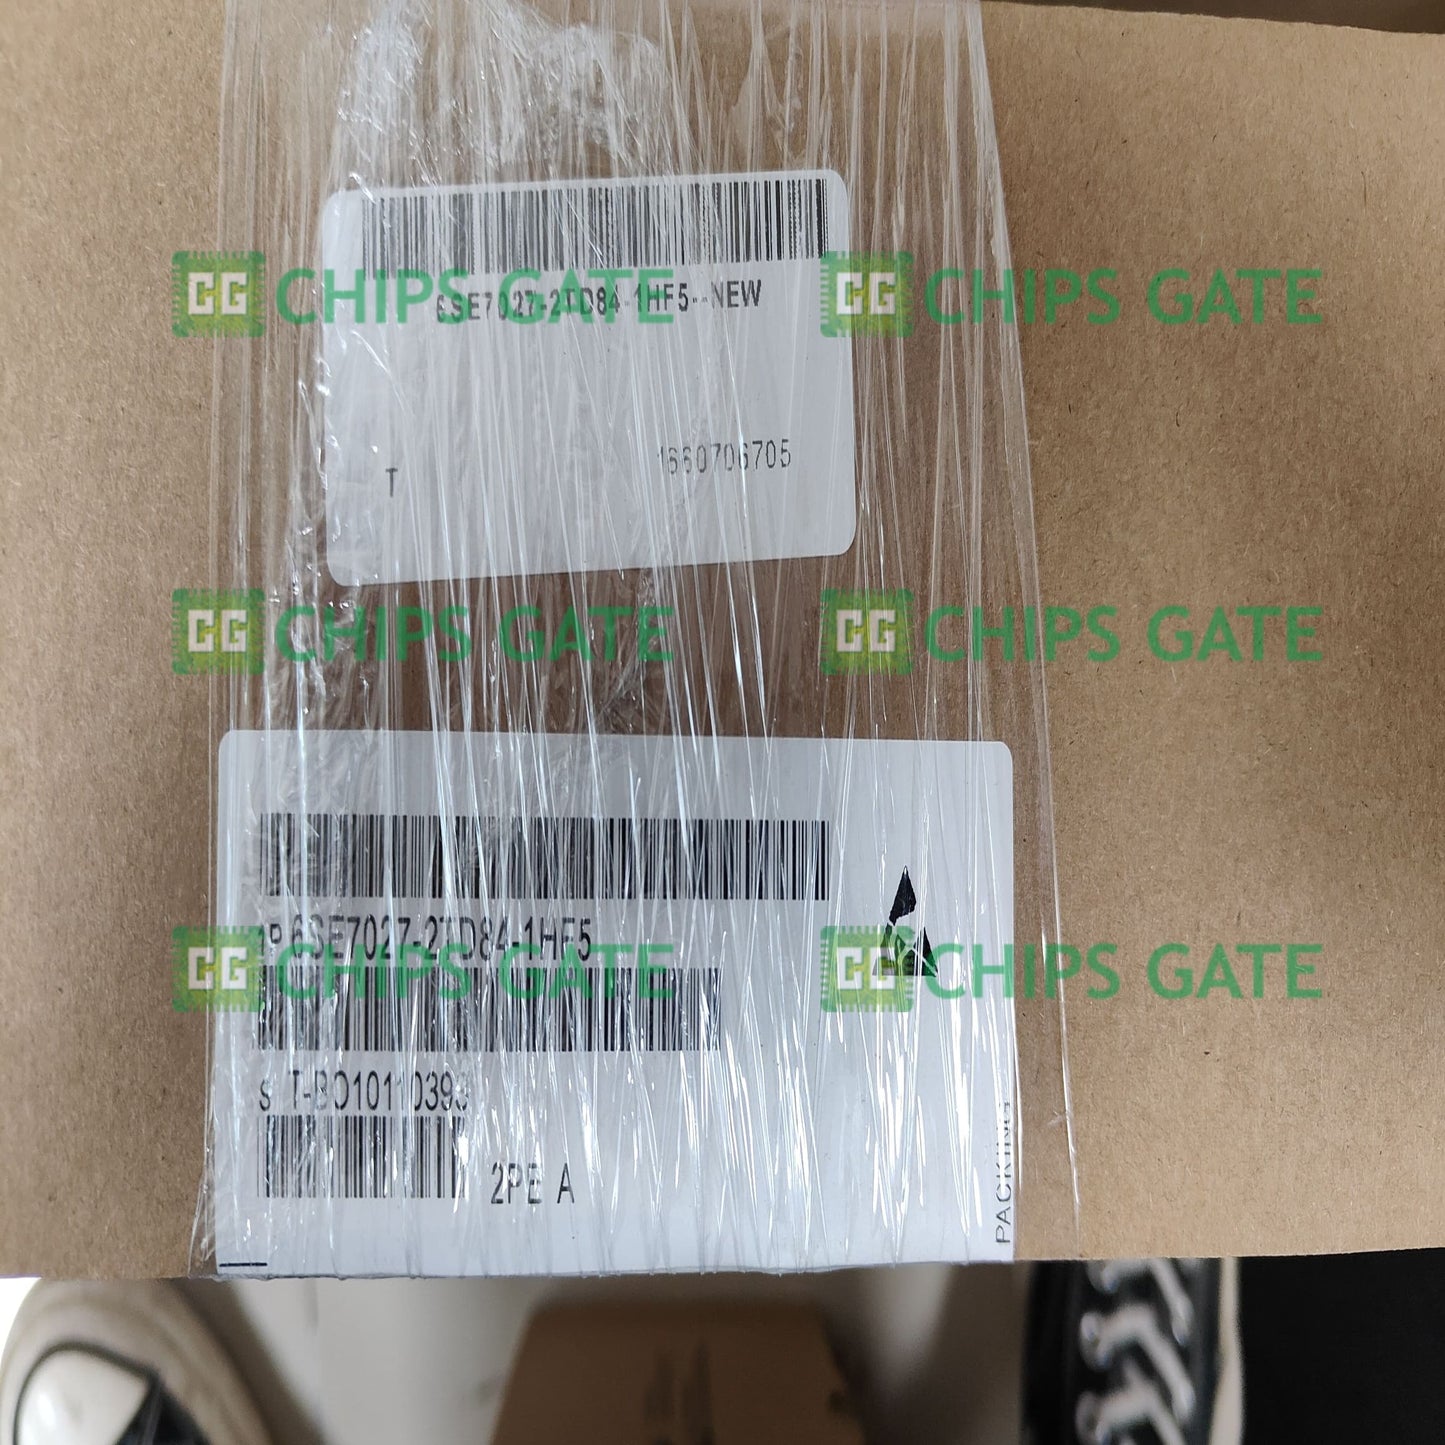 6SE7027-2TD84-1HF5--NEW
T
1660706705
1P 6SE7027-2TD84-1HF5
S T-BO10110393
2PE A
PACKING
CG CHIPS GATE
CG CHIPS GATE
CG CHIPS GATE
CG CHIPS GATE
CG CHIPS GATE
CG CHIPS GATE